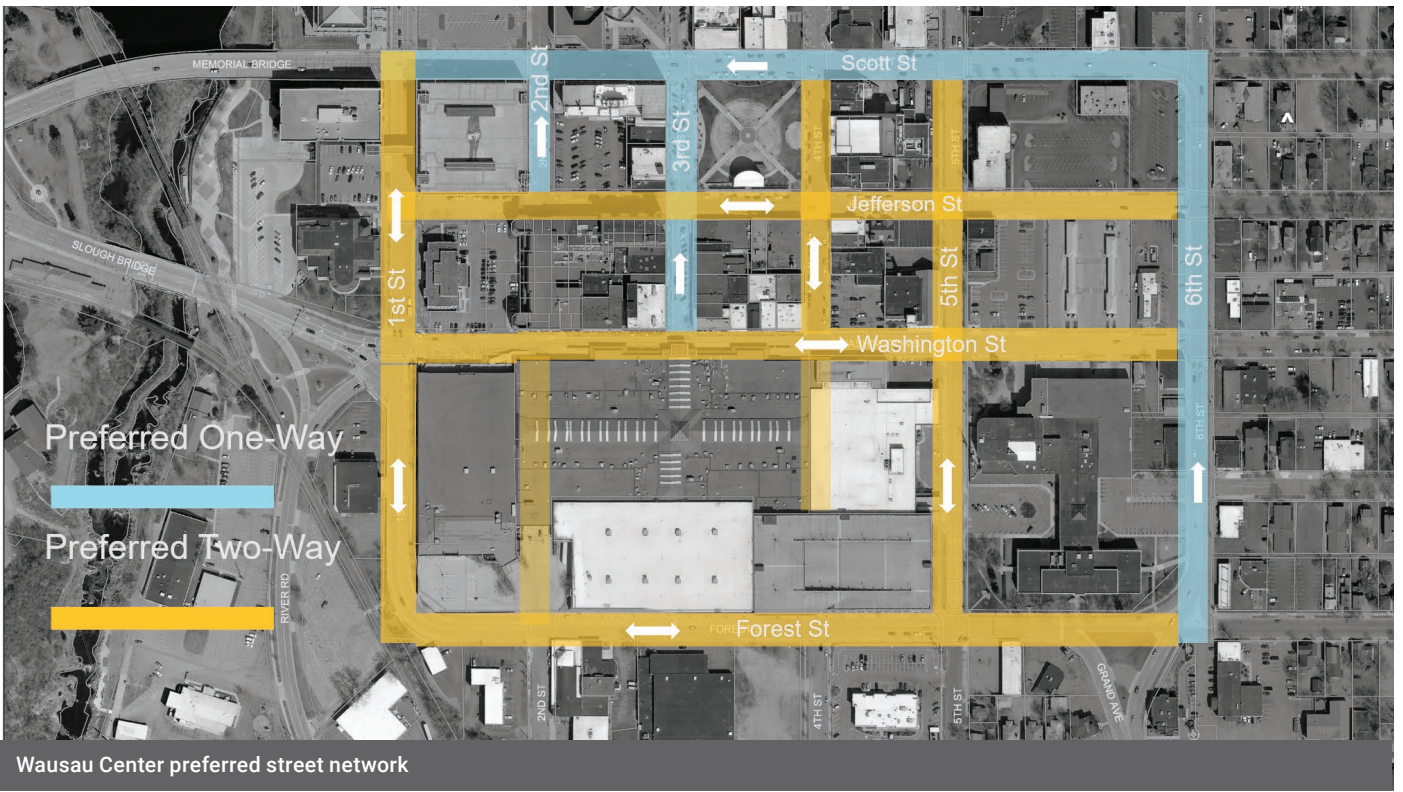 MEMORIAL BRIDGE
2nd St
Scott St
3rd St
4TH ST
5TH ST
Jefferson St
SLOUGH BRIDGE
1st St
5th St
6th St
Washington St
Preferred One-Way
6TH ST
Preferred Two-Way
RIVER RD
Forest St
2ND ST
4TH ST
5TH ST
GRAND AVE
Wausau Center preferred street network